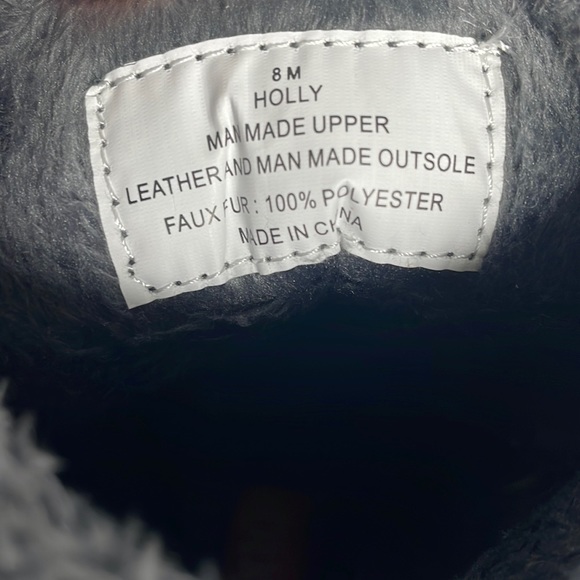 8 M
HOLLY
MAN MADE UPPER
LEATHER AND MAN MADE OUTSOLE
FAUX FUR : 100% POLYESTER
MADE IN CHINA